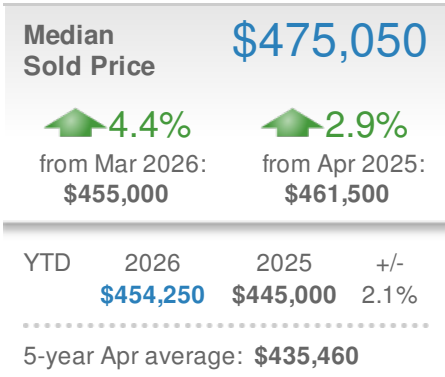 Median
Sold Price
$475,050
4.4%
from Mar 2026:
$455,000
2.9%
from Apr 2025:
$461,500
YTD 2026 2025 +/-
$454,250 $445,000 2.1%
5-year Apr average: $435,460